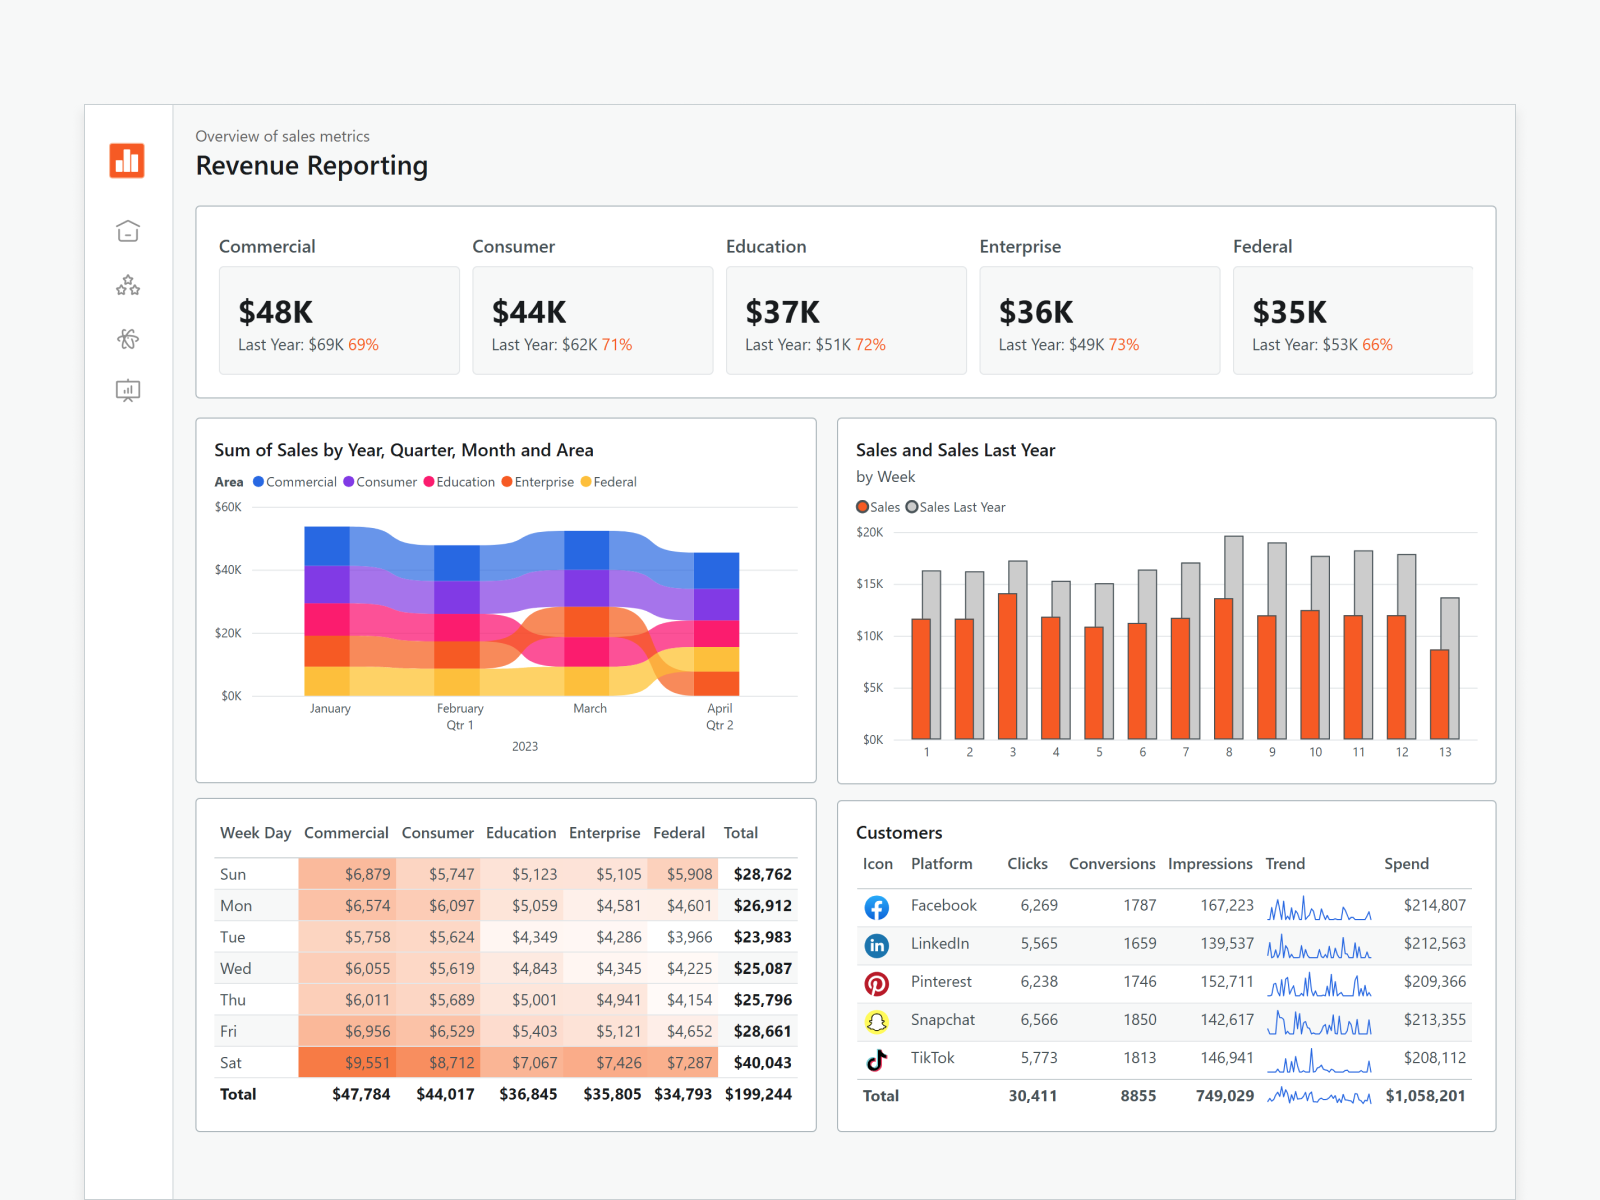 Overview of sales metrics
Revenue Reporting
Commercial Consumer Education Enterprise Federal
$48K $44K $37K $36K $35K
Last Year: $69K 69% Last Year: $62K 71% Last Year: $51K 72% Last Year: $49K 73% Last Year: $53K 66%
Sum of Sales by Year, Quarter, Month and Area
Area Commercial Consumer Education Enterprise Federal
$60K
$40K
$20K
$0K
January February March April
Qtr 1 Qtr 2
2023
Sales and Sales Last Year
by Week
Sales Sales Last Year
$20K
$15K
$10K
$5K
$0K
1 2 3 4 5 6 7 8 9 10 11 12 13
Week Day Commercial Consumer Education Enterprise Federal Total
Sun $6,879 $5,747 $5,123 $5,105 $5,908 $28,762
Mon $6,574 $6,097 $5,059 $4,581 $4,601 $26,912
Tue $5,758 $5,624 $4,349 $4,286 $3,966 $23,983
Wed $6,055 $5,619 $4,843 $4,345 $4,225 $25,087
Thu $6,011 $5,689 $5,001 $4,941 $4,154 $25,796
Fri $6,956 $6,529 $5,403 $5,121 $4,652 $28,661
Sat $9,551 $8,712 $7,067 $7,426 $7,287 $40,043
Total $47,784 $44,017 $36,845 $35,805 $34,793 $199,244
Customers
Icon Platform Clicks Conversions Impressions Trend Spend
Facebook 6,269 1787 167,223 $214,807
in LinkedIn 5,565 1659 139,537 $212,563
Pinterest 6,238 1746 152,711 $209,366
Snapchat 6,566 1850 142,617 $213,355
TikTok 5,773 1813 146,941 $208,112
Total 30,411 8855 749,029 $1,058,201